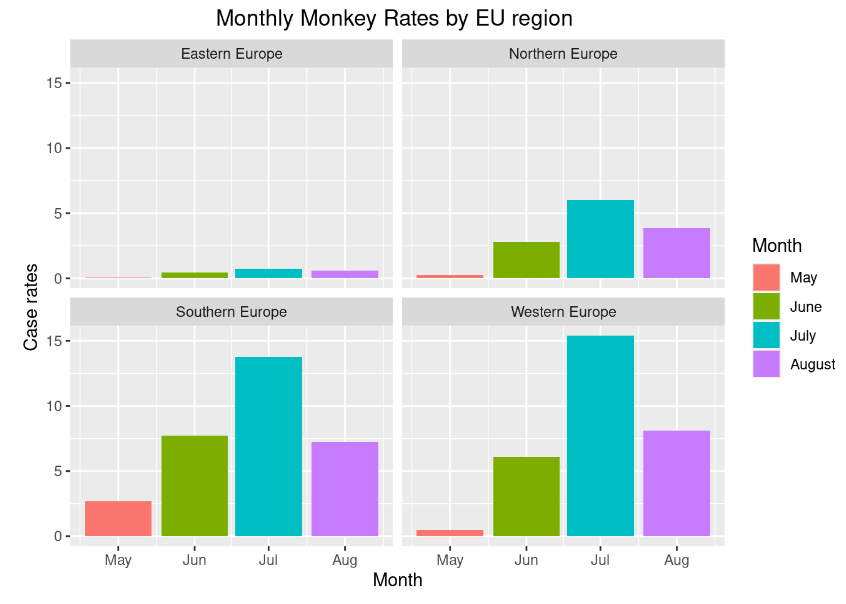 Monthly Monkey Rates by EU region
Eastern Europe
Northern Europe
15
10
5
0
Southern Europe
Western Europe
15
10
5
0
May
Jun
Jul
Aug
May
Jun
Jul
Aug
Month
Case rates
Month
May
June
July
August